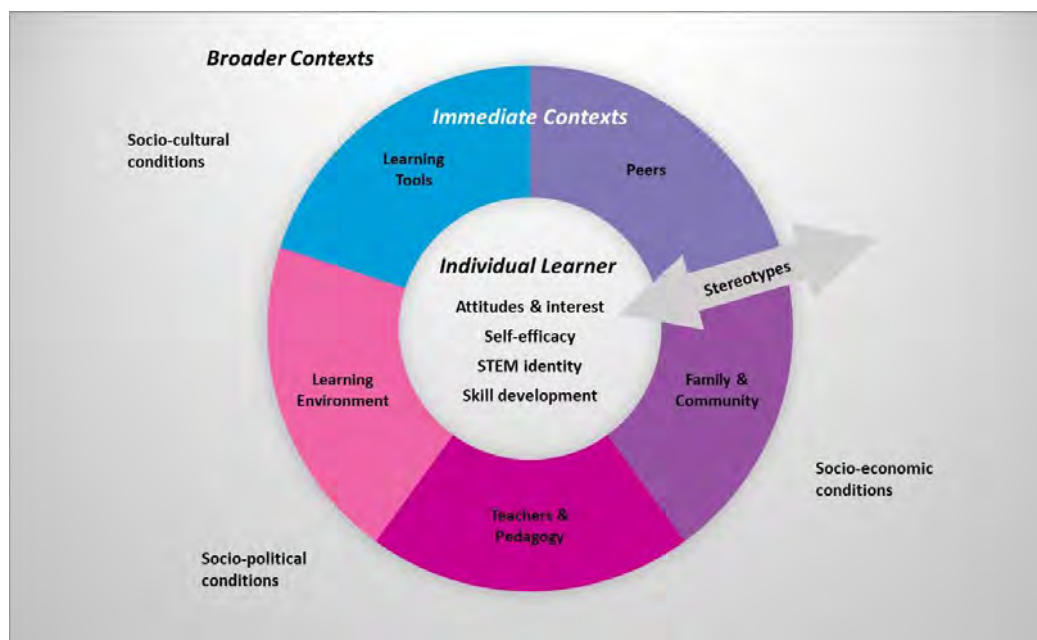 Broader Contexts
Immediate Contexts
Socio-cultural
conditions
Learning
Tools
Peers
Stereotypes
Individual Learner
Attitudes & interest
Self-efficacy
STEM identity
Skill development
Learning
Environment
Family &
Community
Teachers &
Pedagogy
Socio-economic
conditions
Socio-political
conditions